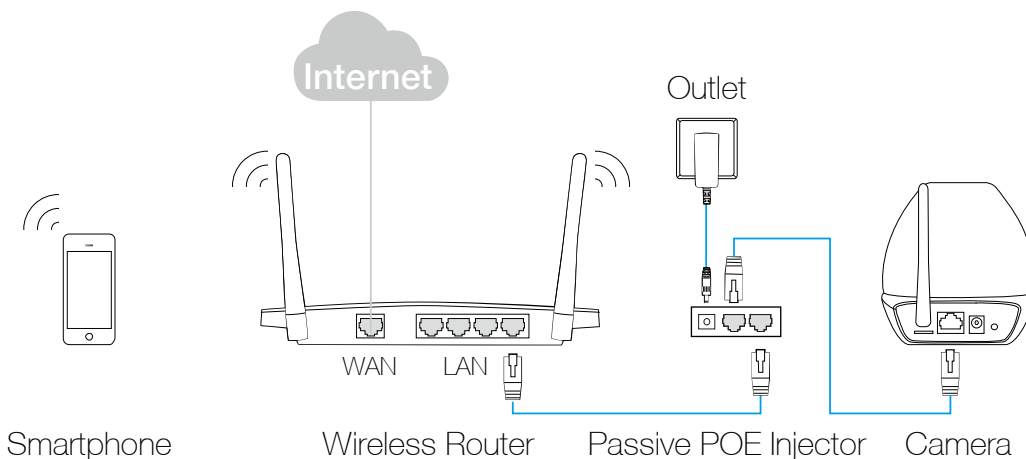 Internet
Outlet
WAN
LAN
Smartphone
Wireless Router
Passive POE Injector
Camera